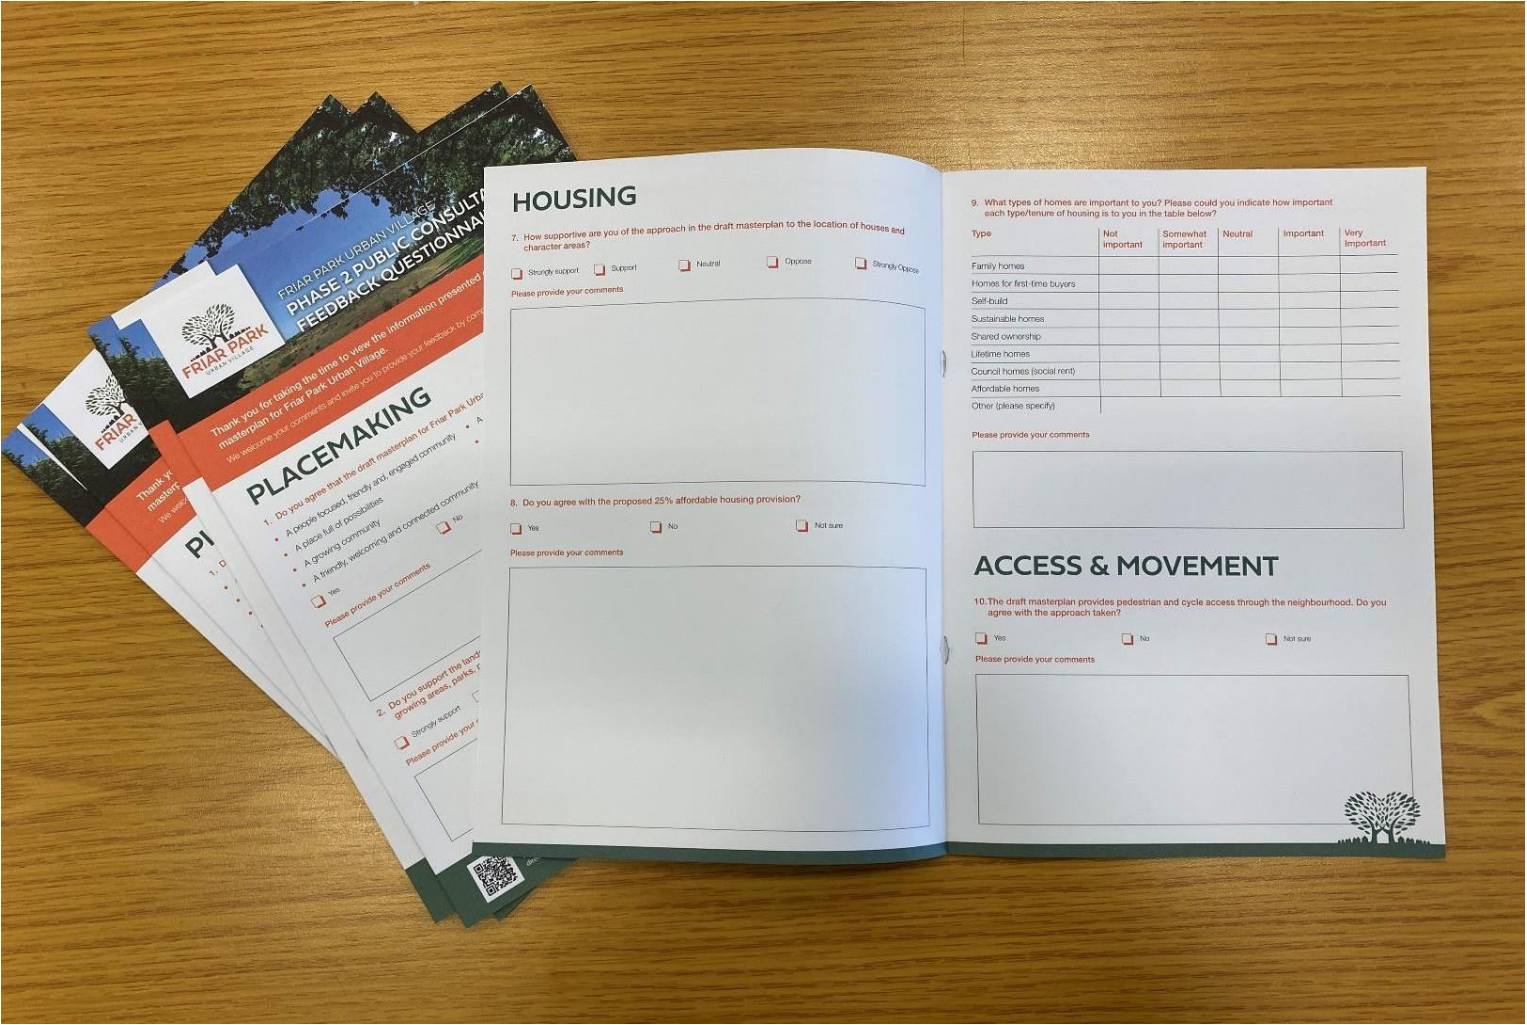 FRIAR PARK URBAN VILLAGE
PHASE 2 PUBLIC CONSULTA
FEEDBACK QUESTIONNAI
FRIAR PARK
URBAN VILLAGE
Thank you for taking the time to view the information presented
masterplan for Friar Park Urban Village.
We welcome your comments and invite you to provide your feedback by
PLACEMAKING
1. Do you agree that the draft masterplan for Friar Park Urba
• A people focused, friendly and, engaged community
• A place full of possibilities
• A growing community
• A friendly, welcoming and connected community
Yes
No
Please provide your comments
2. Do you support the
growing areas, parks,
Strongly support
Please provide your
FRIAR
URBAN V
Thank y
masterp
We welco
Pl
1. D
HOUSING
7. How supportive are you of the approach in the draft masterplan to the location of houses and
character areas?
Strongly support
Support
Neutral
Oppose
Strongly Oppose
Please provide your comments
8. Do you agree with the proposed 25% affordable housing provision?
Yes
No
Not sure
Please provide your comments
9. What types of homes are important to you? Please could you indicate how important
each type/tenure of housing is to you in the table below?
Type
Not important
Somewhat important
Neutral
Important
Very Important
Family homes
Homes for first-time buyers
Self-build
Sustainable homes
Shared ownership
Lifetime homes
Council homes (social rent)
Affordable homes
Other (please specify)
Please provide your comments
ACCESS & MOVEMENT
10.The draft masterplan provides pedestrian and cycle access through the neighbourhood. Do you
agree with the approach taken?
Yes
No
Not sure
Please provide your comments